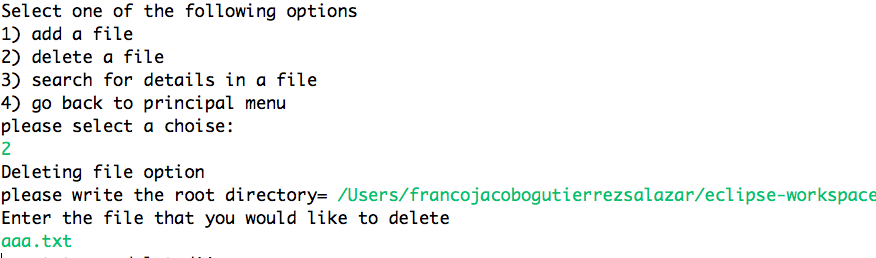 Select one of the following options
1) add a file
2) delete a file
3) search for details in a file
4) go back to principal menu
please select a choise:
2
Deleting file option
please write the root directory= /Users/francojacobogutierrezsalazar/eclipse-workspace
Enter the file that you would like to delete
aaa.txt